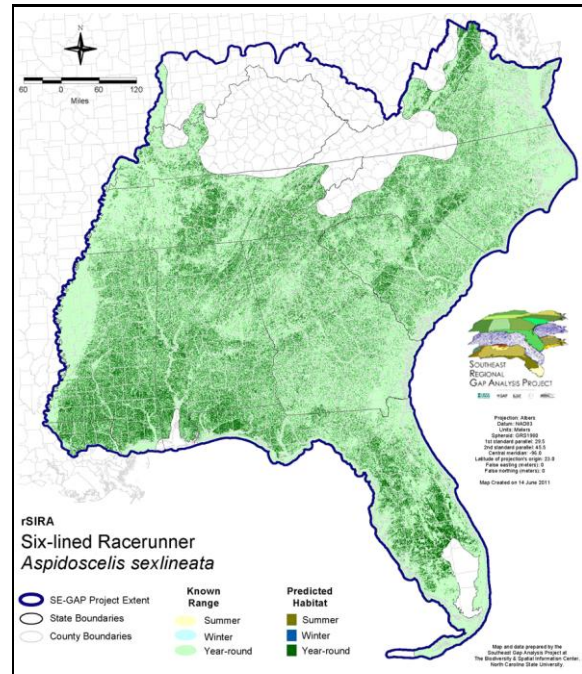 N
60 0 60 120
Miles
SOUTHEAST
REGIONAL
GAP ANALYSIS PROJECT
Projection: Albers
Datum: NAD83
Units: Meters
Spheroid: GRS1980
1st standard parallel: 29.5
2nd standard parallel: 45.5
Central meridian: -96.0
Latitude of projection's origin: 23.0
False easting (meters): 0
False northing (meters): 0
Map Created on 14 June 2011
rSIRA
Six-lined Racerunner
Aspidoscelis sexlineata
SE-GAP Project Extent
State Boundaries
County Boundaries
Known
Range
Summer
Winter
Year-round
Predicted
Habitat
Summer
Winter
Year-round
Map and data prepared by the
Southeast Gap Analysis Project at
The Biodiversity & Spatial Information Center,
North Carolina State University.